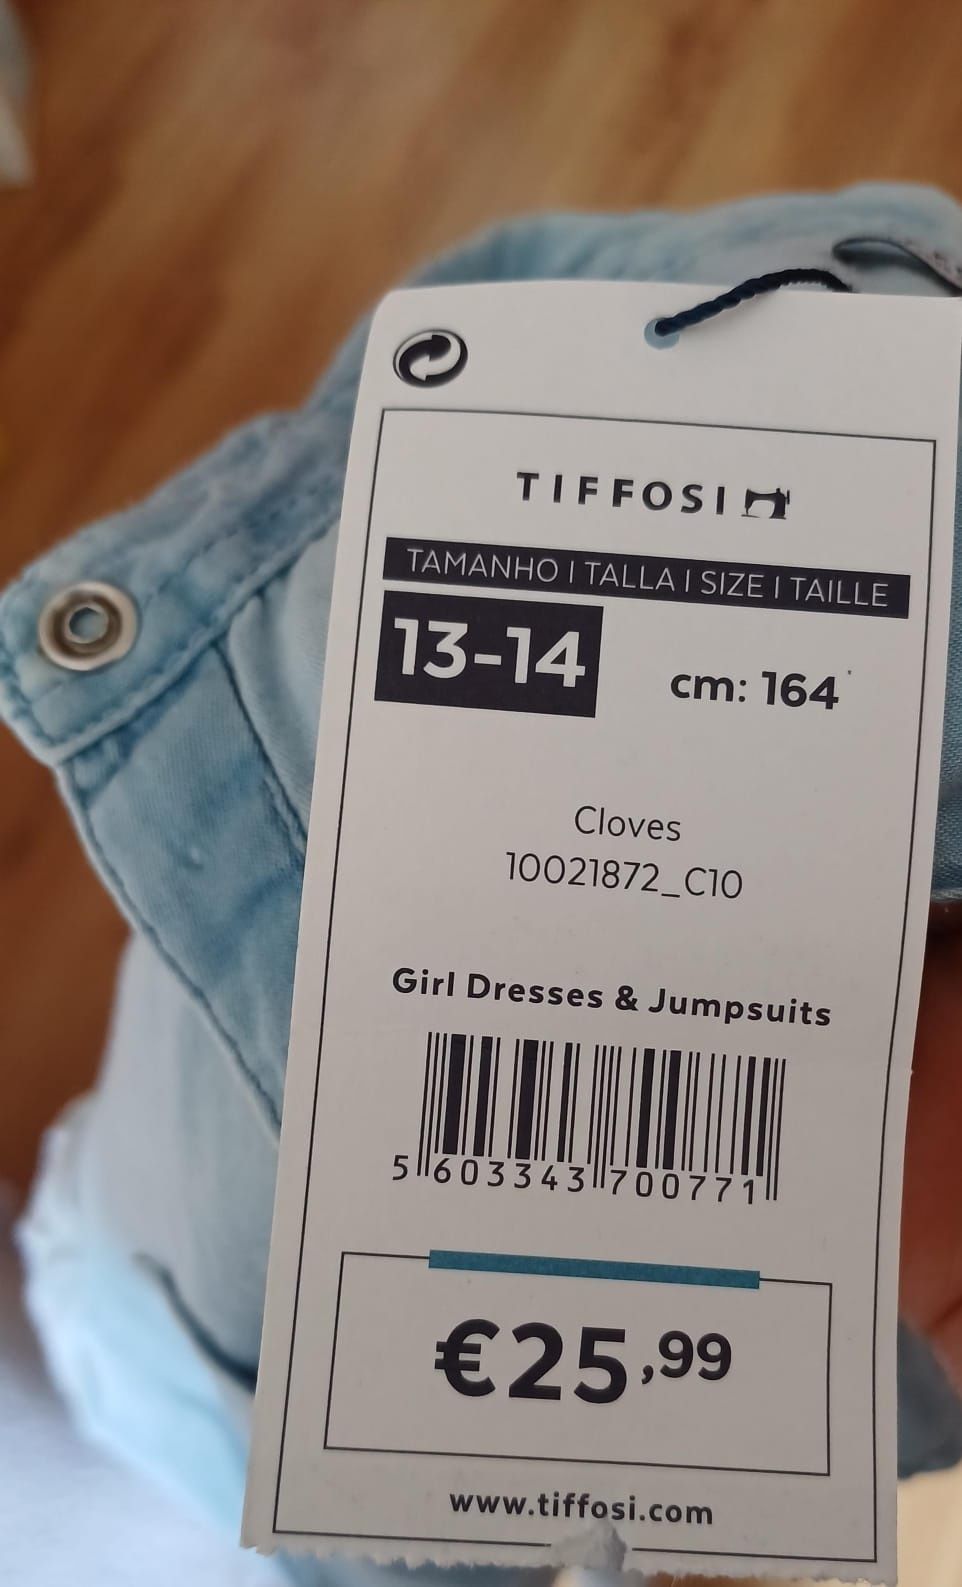 TIFFOSI
TAMANHO | TALLA | SIZE | TAILLE
13-14 cm: 164
Cloves
10021872_C10
Girl Dresses & Jumpsuits
5 603343 700771
€25,99
www.tiffosi.com